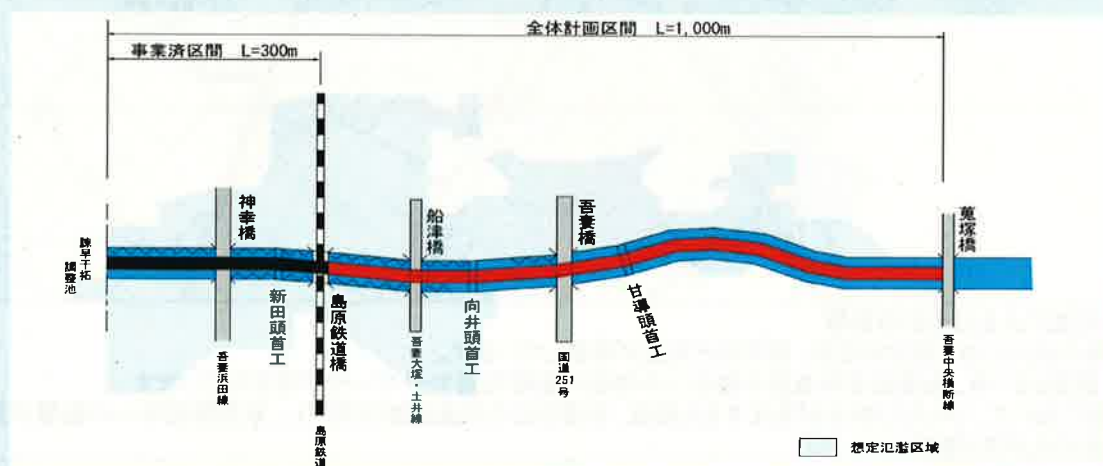 全体計画区間 L=1,000m
事業済区間 L=300m
諫早干拓
調整池
神幸橋
船津橋
吾妻橋
蒐塚橋
新田頭首工
島原鉄道橋
向井頭首工
甘導頭首工
吾妻浜田線
島原鉄道
吾妻大塚・土井線
国道251号
吾妻中央横断線
想定氾濫区域